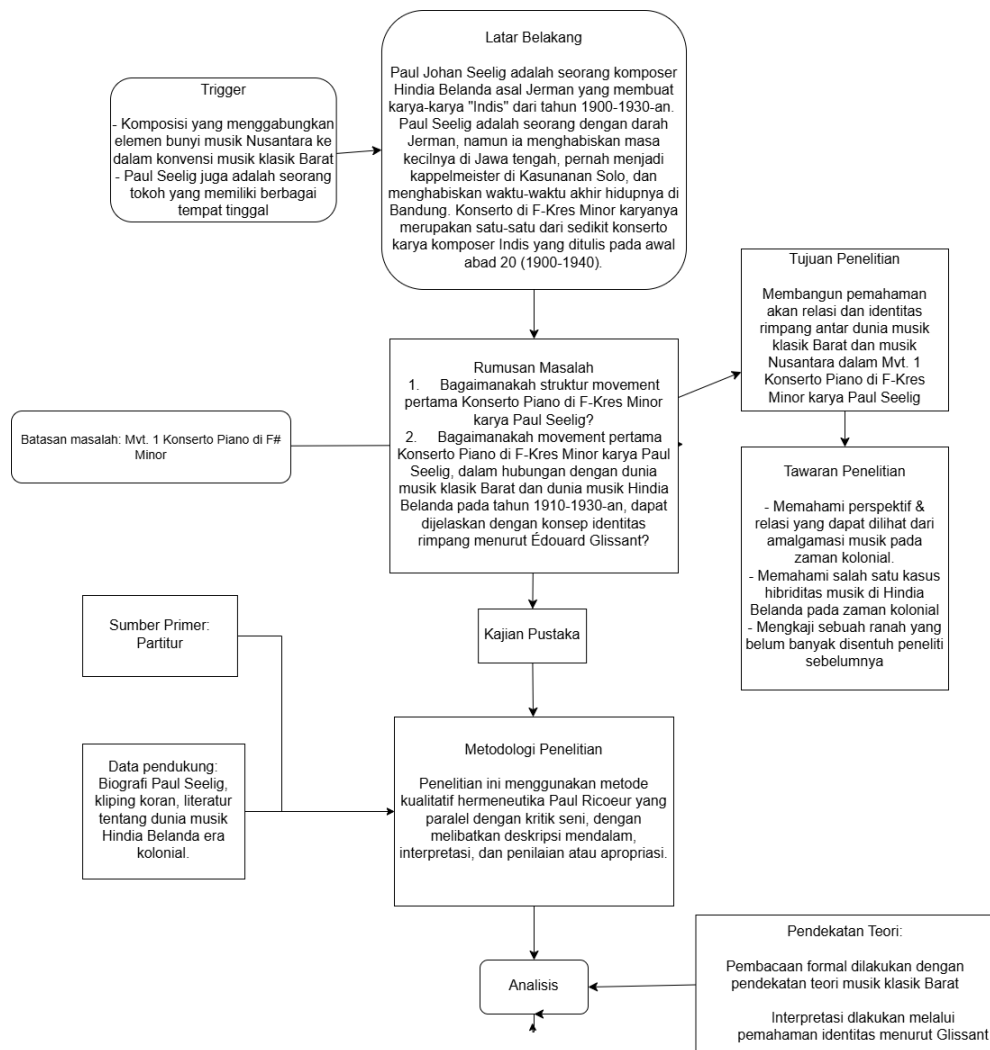 Latar Belakang
Paul Johan Seelig adalah seorang komposer
Hindia Belanda asal Jerman yang membuat
karya-karya "Indis" dari tahun 1900-1930-an.
Paul Seelig adalah seorang dengan darah
Jerman, namun ia menghabiskan masa
kecilnya di Jawa tengah, pernah menjadi
kappelmeister di Kasunanan Solo, dan
menghabiskan waktu-waktu akhir hidupnya di
Bandung. Konserto di F-Kres Minor karyanya
merupakan satu-satu dari sedikit konserto
karya komposer Indis yang ditulis pada awal
abad 20 (1900-1940).
Trigger
- Komposisi yang menggabungkan
elemen bunyi musik Nusantara ke
dalam konvensi musik klasik Barat
- Paul Seelig juga adalah seorang
tokoh yang memiliki berbagai
tempat tinggal
Tujuan Penelitian
Membangun pemahaman
akan relasi dan identitas
rimpang antar dunia musik
klasik Barat dan musik
Nusantara dalam Mvt. 1
Konserto Piano di F-Kres
Minor karya Paul Seelig
Rumusan Masalah
1. Bagaimanakah struktur movement
pertama Konserto Piano di F-Kres Minor
karya Paul Seelig?
2. Bagaimanakah movement pertama
Konserto Piano di F-Kres Minor karya Paul
Seelig, dalam hubungan dengan dunia
musik klasik Barat dan dunia musik Hindia
Belanda pada tahun 1910-1930-an, dapat
dijelaskan dengan konsep identitas
rimpang menurut Édouard Glissant?
Batasan masalah: Mvt. 1 Konserto Piano di F#
Minor
Tawaran Penelitian
- Memahami perspektif &
relasi yang dapat dilihat dari
amalgamasi musik pada
zaman kolonial.
- Memahami salah satu kasus
hibriditas musik di Hindia
Belanda pada zaman kolonial
- Mengkaji sebuah ranah yang
belum banyak disentuh peneliti
sebelumnya
Sumber Primer:
Partitur
Kajian Pustaka
Data pendukung:
Biografi Paul Seelig,
kliping koran, literatur
tentang dunia musik
Hindia Belanda era
kolonial.
Metodologi Penelitian
Penelitian ini menggunakan metode
kualitatif hermeneutika Paul Ricoeur yang
paralel dengan kritik seni, dengan
melibatkan deskripsi mendalam,
interpretasi, dan penilaian atau apropriasi.
Analisis
Pendekatan Teori:
Pembacaan formal dilakukan dengan
pendekatan teori musik klasik Barat
Interpretasi dlakukan melalui
pemahaman identitas menurut Glissant